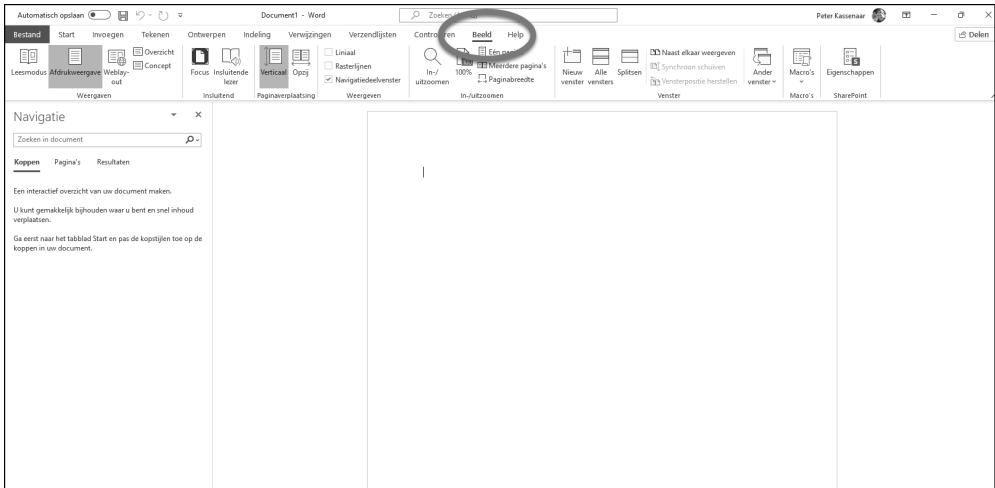 Automatisch opslaan Document1 - Word Zoeken Peter Kassenaar
Bestand Start Invoegen Tekenen Ontwerpen Indeling Verwijzingen Verzendlijsten Beeld Help Delen
Leesmodus
Afdrukweergave
Weblay-
out
Overzicht
Concept
Weergaven
Focus
Insluitende
lezer
Insluitend
Verticaal
Opzij
Paginaverplaatsing
Liniaal
Rasterlijnen
Navigatiedeelvenster
Weergeven
In-/
uitzoomen
100%
Eén
Meerdere pagina's
Paginabreedte
In-/uitzoomen
Nieuw
venster
Alle
vensters
Splitsen
Naast elkaar weergeven
Synchroon schuiven
Vensterpositie herstellen
Venster
Ander
venster
Macro's
Macro's
Eigenschappen
SharePoint
Navigatie
Zoeken in document
Koppen Pagina's Resultaten
Een interactief overzicht van uw document maken.
U kunt gemakkelijk bijhouden waar u bent en snel inhoud
verplaatsen.
Ga eerst naar het tabblad Start en pas de kopstijlen toe op de
koppen in uw document.